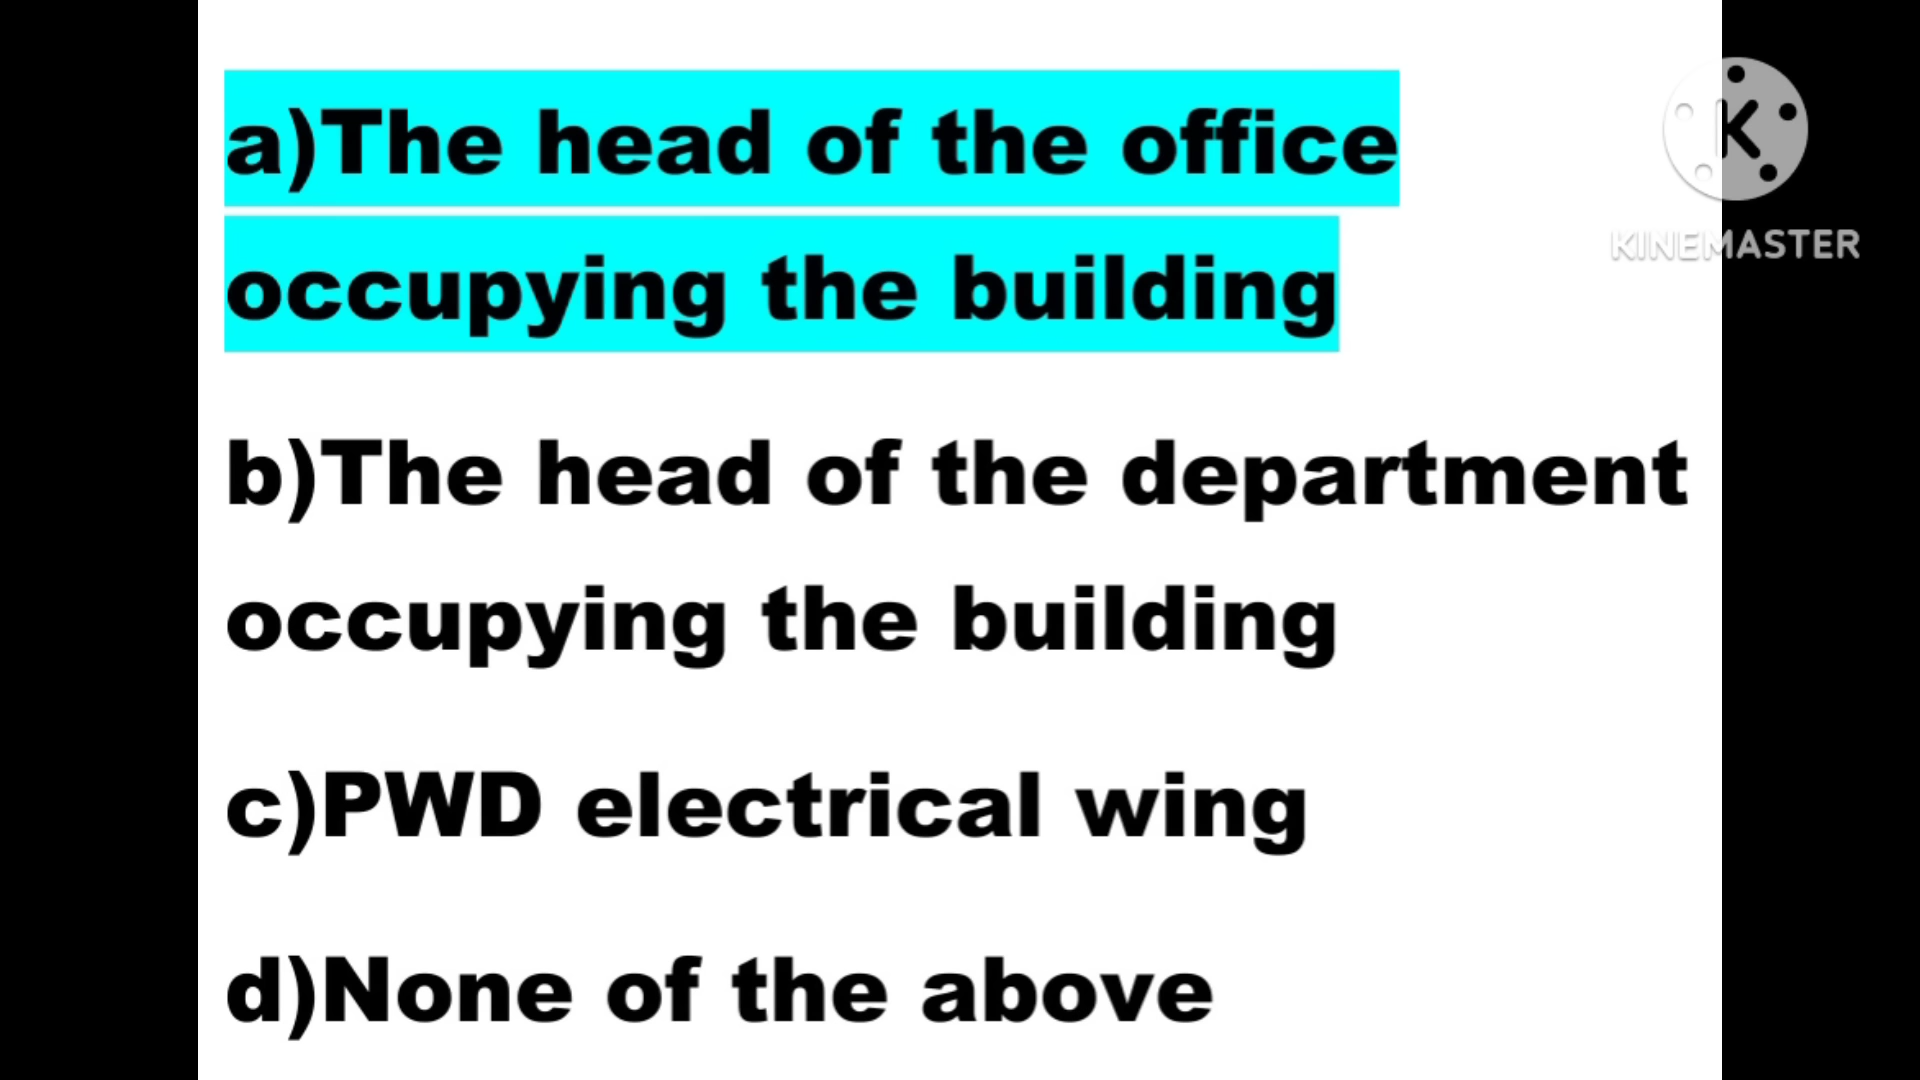 a)The head of the office
occupying the building
b)The head of the department
occupying the building
c)PWD electrical wing
d)None of the above
K
KINEMASTER